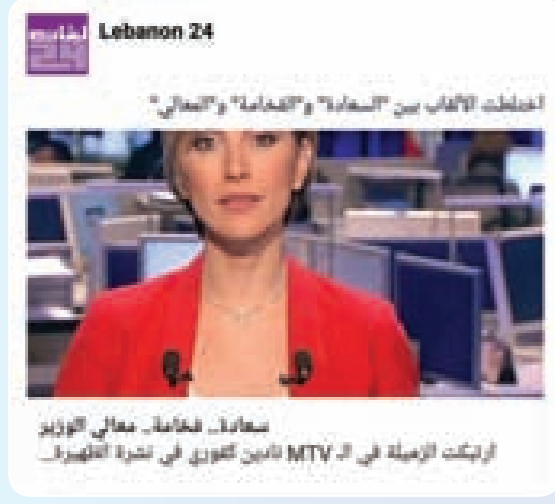 Lebanon 24
اختلطت الألقاب بين "السعادة" و"الفخامة" و"المعالي"
سعادة.. فخامة.. معالي الوزير
ارتبكت الزميلة في الـ MTV نادين كفوري في نشرة الظهيرة...